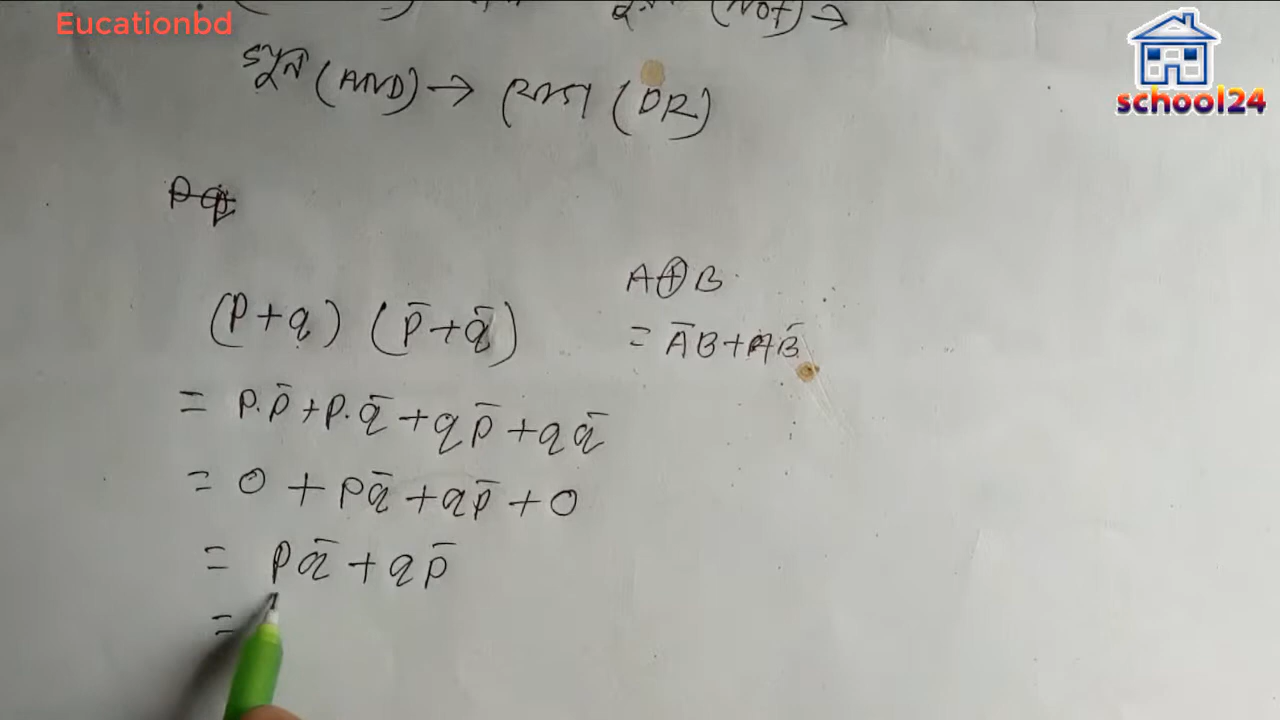 Eucationbd
(NOT) →
school24
গুণ (AND) → যোগ (OR)
A⊕B
(p+q) (p̄+q̄)
= ĀB+AB̄
= p.p̄+p.q̄+qp̄+qq̄
= 0 + pq̄+qp̄+0
= pq̄+qp̄
=